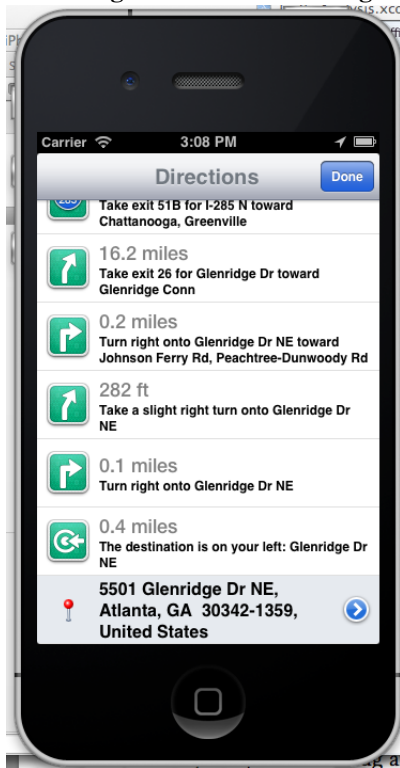 Carrier 3:08 PM
Directions Done
285
Take exit 51B for I-285 N toward
Chattanooga, Greenville
16.2 miles
Take exit 26 for Glenridge Dr toward
Glenridge Conn
0.2 miles
Turn right onto Glenridge Dr NE toward
Johnson Ferry Rd, Peachtree-Dunwoody Rd
282 ft
Take a slight right turn onto Glenridge Dr
NE
0.1 miles
Turn right onto Glenridge Dr NE
0.4 miles
The destination is on your left: Glenridge Dr
NE
5501 Glenridge Dr NE,
Atlanta, GA 30342-1359,
United States